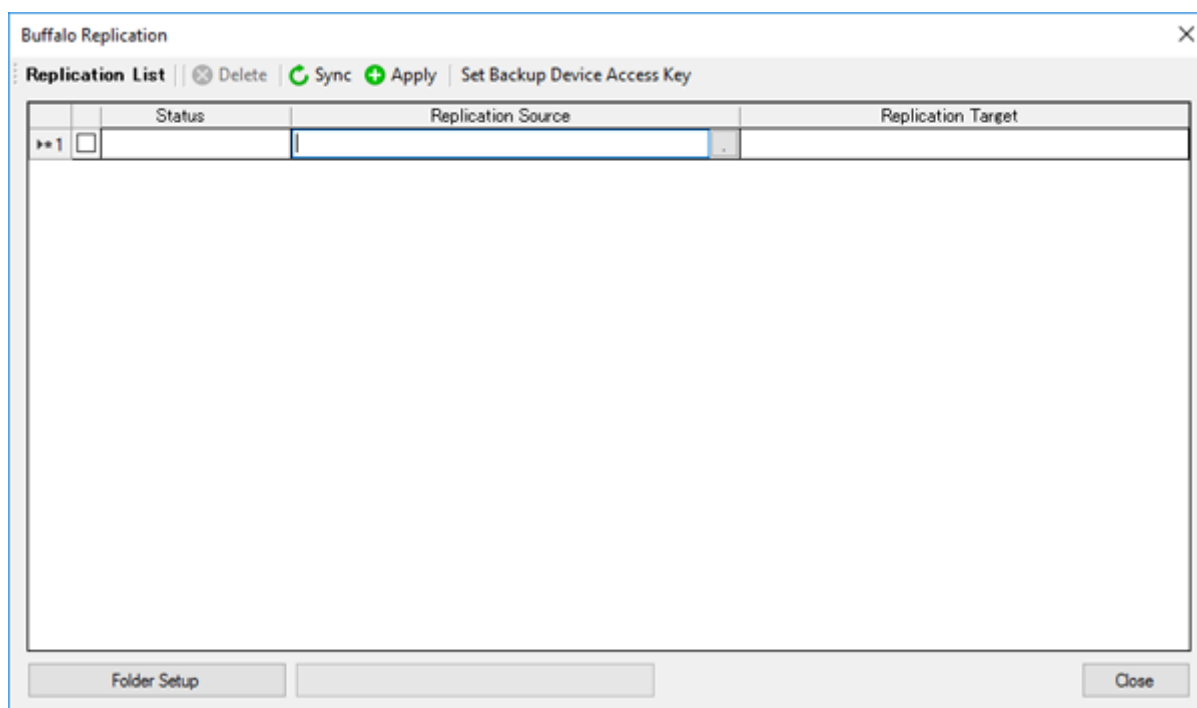 Buffalo Replication
Replication List Delete Sync Apply Set Backup Device Access Key
Status Replication Source Replication Target
1
Folder Setup Close